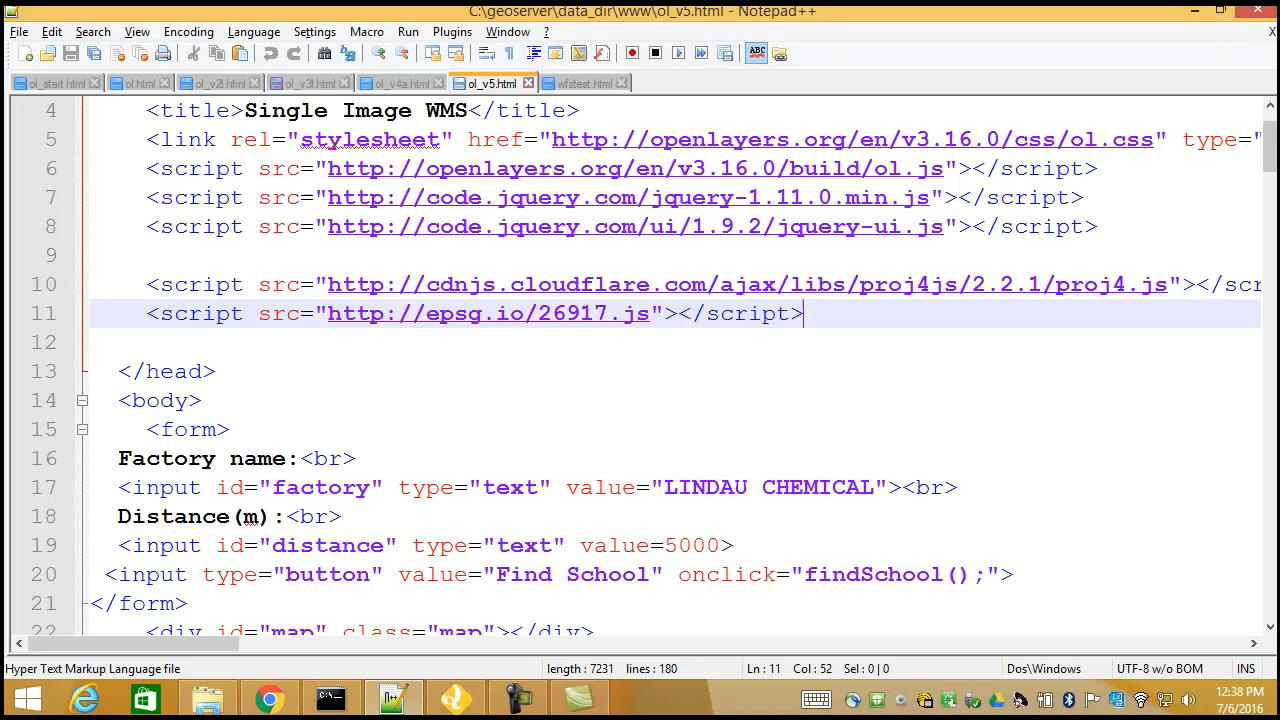 C:\geoserver\data_dir\www\ol_v5.html - Notepad++
File Edit Search View Encoding Language Settings Macro Run Plugins Window ? X
ABC
ol_start.html ol.html ol_v2l.html ol_v3l.html ol_v4a.html ol_v5.html wfstest.html
4 <title>Single Image WMS</title>
5 <link rel="stylesheet" href="http://openlayers.org/en/v3.16.0/css/ol.css" type="
6 <script src="http://openlayers.org/en/v3.16.0/build/ol.js"></script>
7 <script src="http://code.jquery.com/jquery-1.11.0.min.js"></script>
8 <script src="http://code.jquery.com/ui/1.9.2/jquery-ui.js"></script>
9
10 <script src="http://cdnjs.cloudflare.com/ajax/libs/proj4js/2.2.1/proj4.js"></scr
11 <script src="http://epsg.io/26917.js"></script>
12
13 </head>
14 <body>
15 <form>
16 Factory name:<br>
17 <input id="factory" type="text" value="LINDAU CHEMICAL"><br>
18 Distance(m):<br>
19 <input id="distance" type="text" value=5000>
20 <input type="button" value="Find School" onclick="findSchool();">
21 </form>
22 <div id="map" class="map"></div>
Hyper Text Markup Language file length : 7231 lines : 180 Ln : 11 Col : 52 Sel : 0 | 0 Dos\Windows UTF-8 w/o BOM INS
12:38 PM
7/6/2016